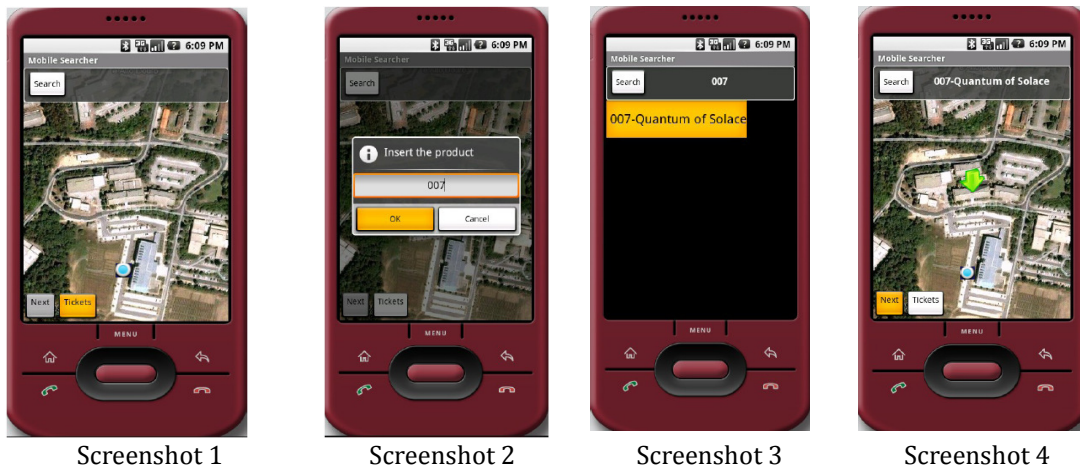 6:09 PM
Mobile Searcher
Search
Next Tickets
MENU
Screenshot 1
6:09 PM
Mobile Searcher
Search
Insert the product
007
OK Cancel
Next Tickets
MENU
Screenshot 2
6:09 PM
Mobile Searcher
Search 007
007-Quantum of Solace
MENU
Screenshot 3
6:09 PM
Mobile Searcher
Search 007-Quantum of Solace
Next Tickets
MENU
Screenshot 4